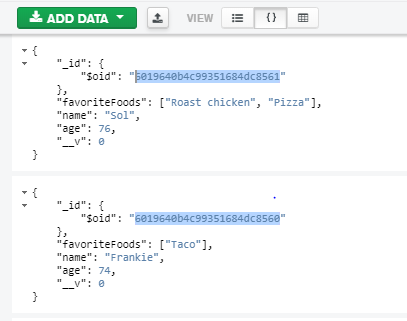 ADD DATA VIEW {}
{
"_id": {
"$oid": "6019640b4c99351684dc8561"
},
"favoriteFoods": ["Roast chicken", "Pizza"],
"name": "Sol",
"age": 76,
"__v": 0
}
{
"_id": {
"$oid": "6019640b4c99351684dc8560"
},
"favoriteFoods": ["Taco"],
"name": "Frankie",
"age": 74,
"__v": 0
}